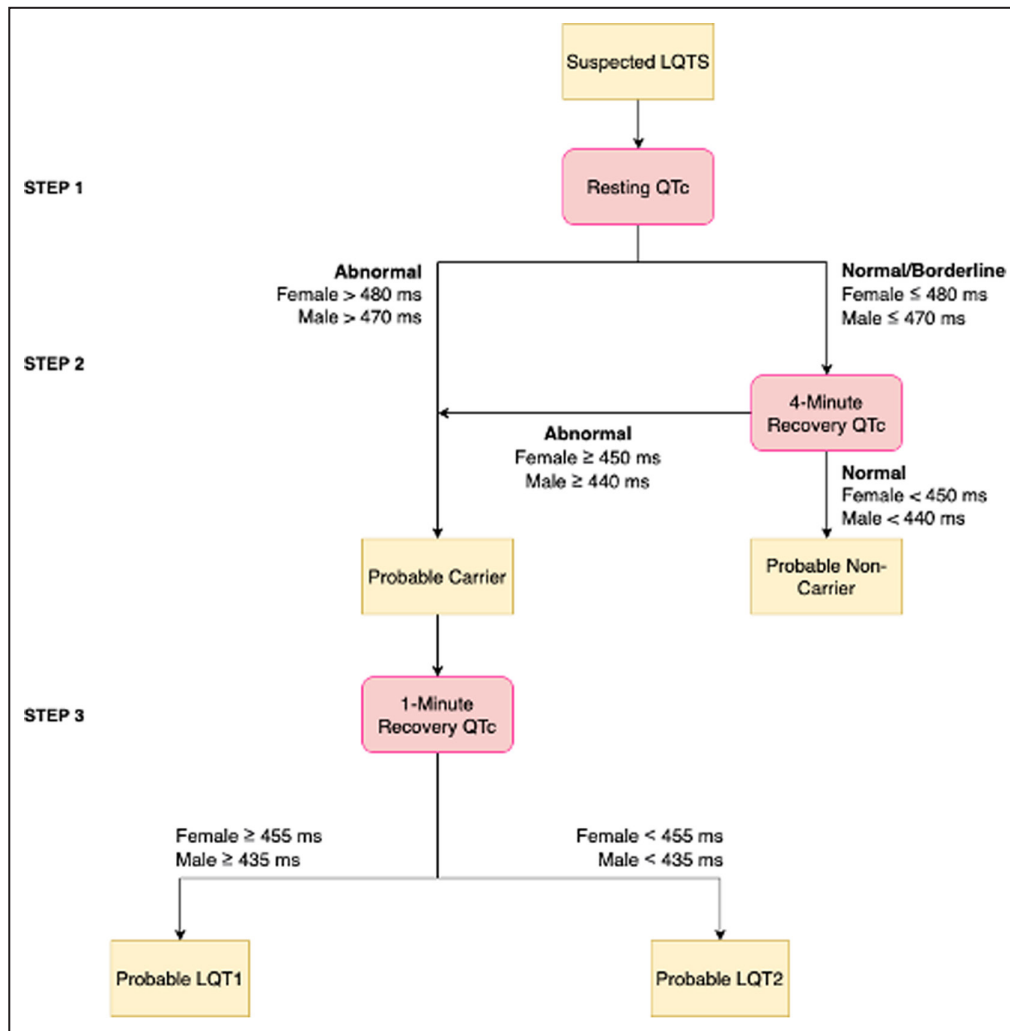 Suspected LQTS
STEP 1
Resting QTc
Abnormal
Female > 480 ms
Male > 470 ms
Normal/Borderline
Female ≤ 480 ms
Male ≤ 470 ms
STEP 2
4-Minute
Recovery QTc
Abnormal
Female ≥ 450 ms
Male ≥ 440 ms
Normal
Female < 450 ms
Male < 440 ms
Probable Carrier
Probable Non-
Carrier
STEP 3
1-Minute
Recovery QTc
Female ≥ 455 ms
Male ≥ 435 ms
Female < 455 ms
Male < 435 ms
Probable LQT1
Probable LQT2